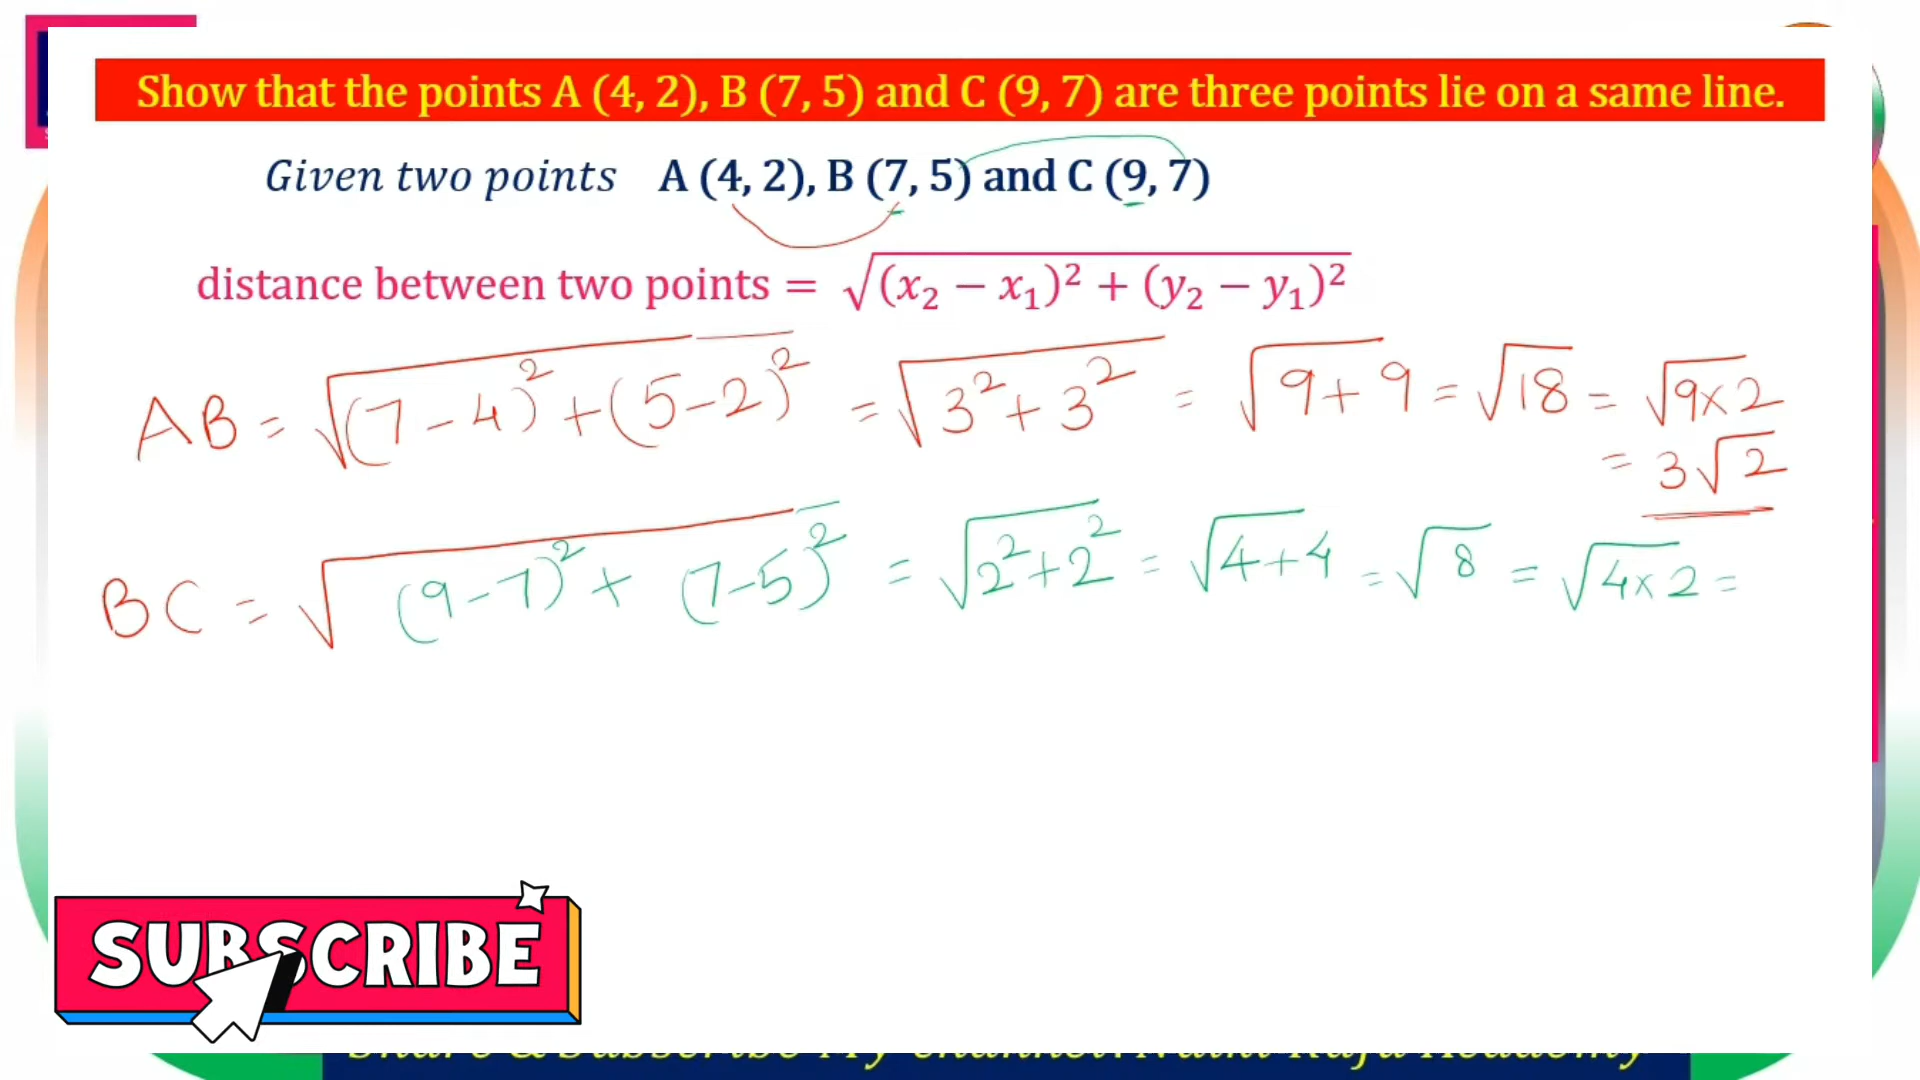 Show that the points A (4, 2), B (7, 5) and C (9, 7) are three points lie on a same line.
Given two points A (4, 2), B (7, 5) and C (9, 7)
distance between two points = √(x₂ − x₁)² + (y₂ − y₁)²
AB = √(7-4)² + (5-2)² = √3² + 3² = √9+9 = √18 = √9×2
= 3√2
BC = √(9-7)² + (7-5)² = √2² + 2² = √4+4 = √8 = √4×2 =
SUBSCRIBE